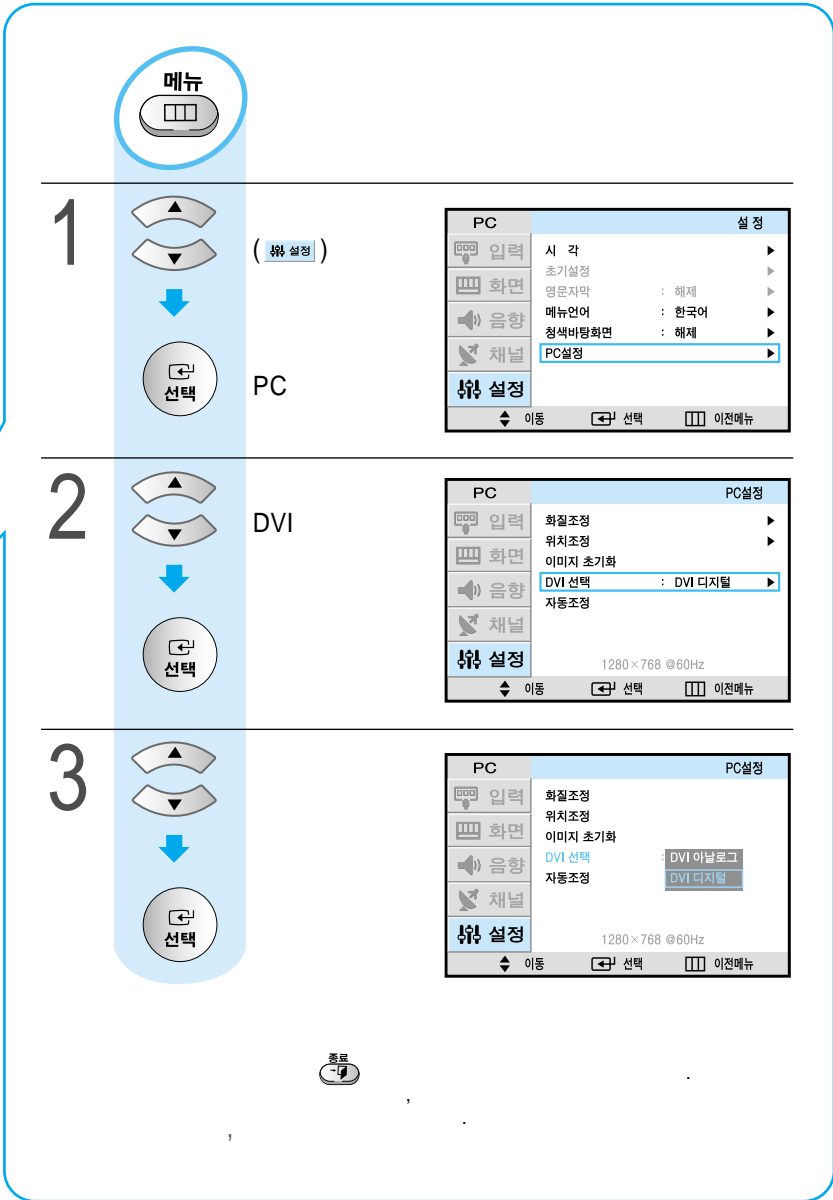 메뉴
1
( 설정 )
선택
PC
PC 설 정
입력
화면
음향
채널
설정
시 각 ▶
초기설정 ▶
영문자막 : 해제 ▶
메뉴언어 : 한국어 ▶
청색바탕화면 : 해제 ▶
PC설정 ▶
이동 선택 이전메뉴
2
DVI
선택
PC PC설정
입력
화면
음향
채널
설정
화질조정 ▶
위치조정 ▶
이미지 초기화
DVI 선택 : DVI 디지털 ▶
자동조정
1280×768 @60Hz
이동 선택 이전메뉴
3
선택
PC PC설정
입력
화면
음향
채널
설정
화질조정
위치조정
이미지 초기화
DVI 선택 : DVI 아날로그
자동조정 DVI 디지털
1280×768 @60Hz
이동 선택 이전메뉴
종료
.
,
, .